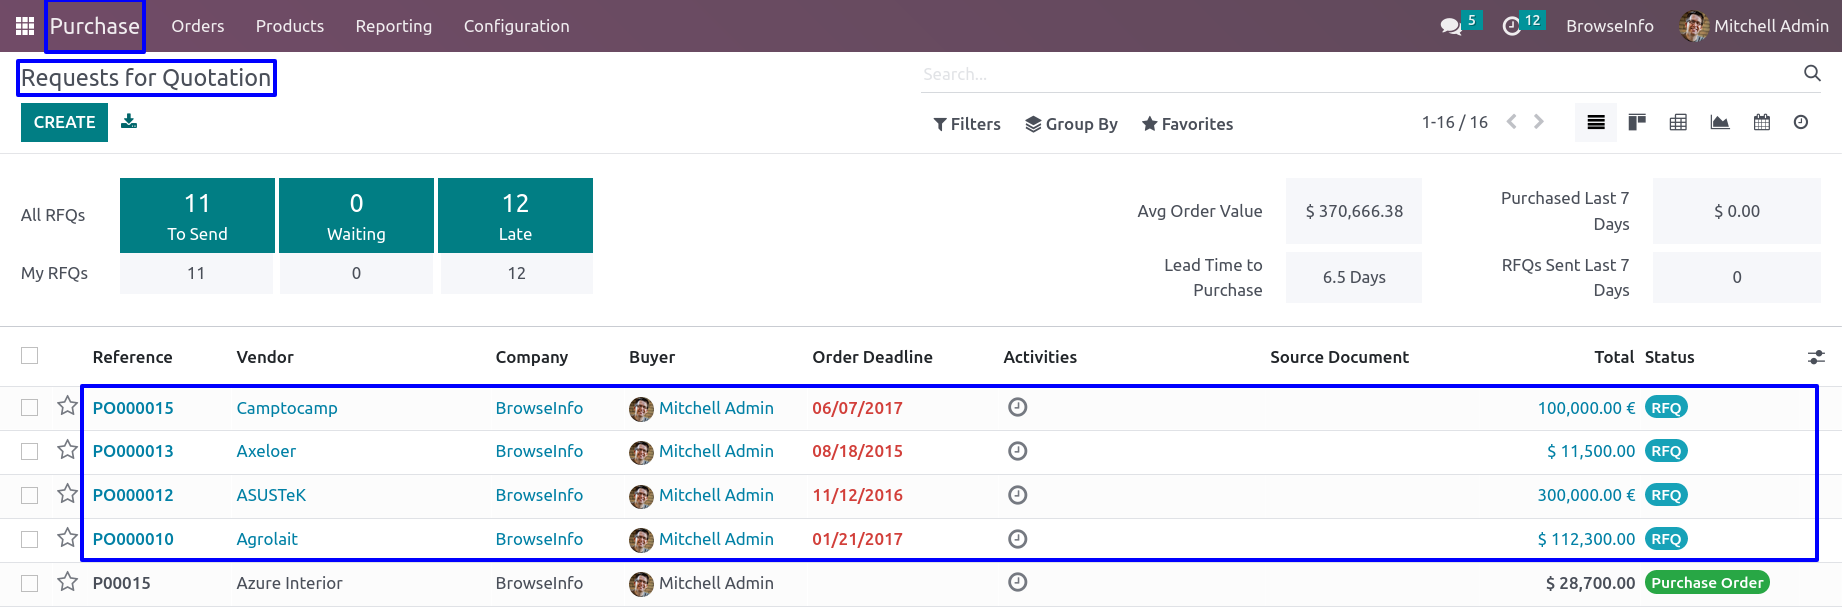 Purchase Orders Products Reporting Configuration 5 12 BrowseInfo Mitchell Admin
Requests for Quotation
Search...
CREATE
Filters Group By Favorites 1-16 / 16
All RFQs
11 To Send
0 Waiting
12 Late
My RFQs 11 0 12
Avg Order Value $ 370,666.38
Purchased Last 7
Days
$ 0.00
Lead Time to
Purchase
6.5 Days
RFQs Sent Last 7
Days
0
Reference Vendor Company Buyer Order Deadline Activities Source Document Total Status
PO000015 Camptocamp BrowseInfo Mitchell Admin 06/07/2017 100,000.00 € RFQ
PO000013 Axeloer BrowseInfo Mitchell Admin 08/18/2015 $ 11,500.00 RFQ
PO000012 ASUSTeK BrowseInfo Mitchell Admin 11/12/2016 300,000.00 € RFQ
PO000010 Agrolait BrowseInfo Mitchell Admin 01/21/2017 $ 112,300.00 RFQ
P00015 Azure Interior BrowseInfo Mitchell Admin $ 28,700.00 Purchase Order